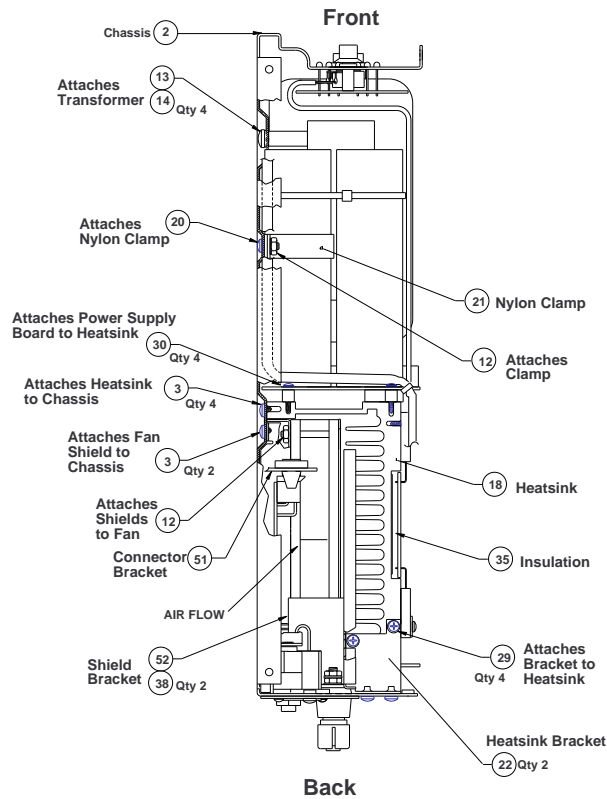 Front
Chassis 2
13
Attaches
Transformer 14 Qty 4
Attaches 20
Nylon Clamp
21 Nylon Clamp
Attaches Power Supply
Board to Heatsink
30
Qty 4
12 Attaches
Clamp
Attaches Heatsink 3
to Chassis Qty 4
Attaches Fan
Shield to
Chassis 3 Qty 2
18 Heatsink
Attaches
Shields 12
to Fan
Connector 51
Bracket
35 Insulation
AIR FLOW
52
Shield
Bracket 38 Qty 2
29 Attaches
Qty 4 Bracket to
Heatsink
Heatsink Bracket
22 Qty 2
Back